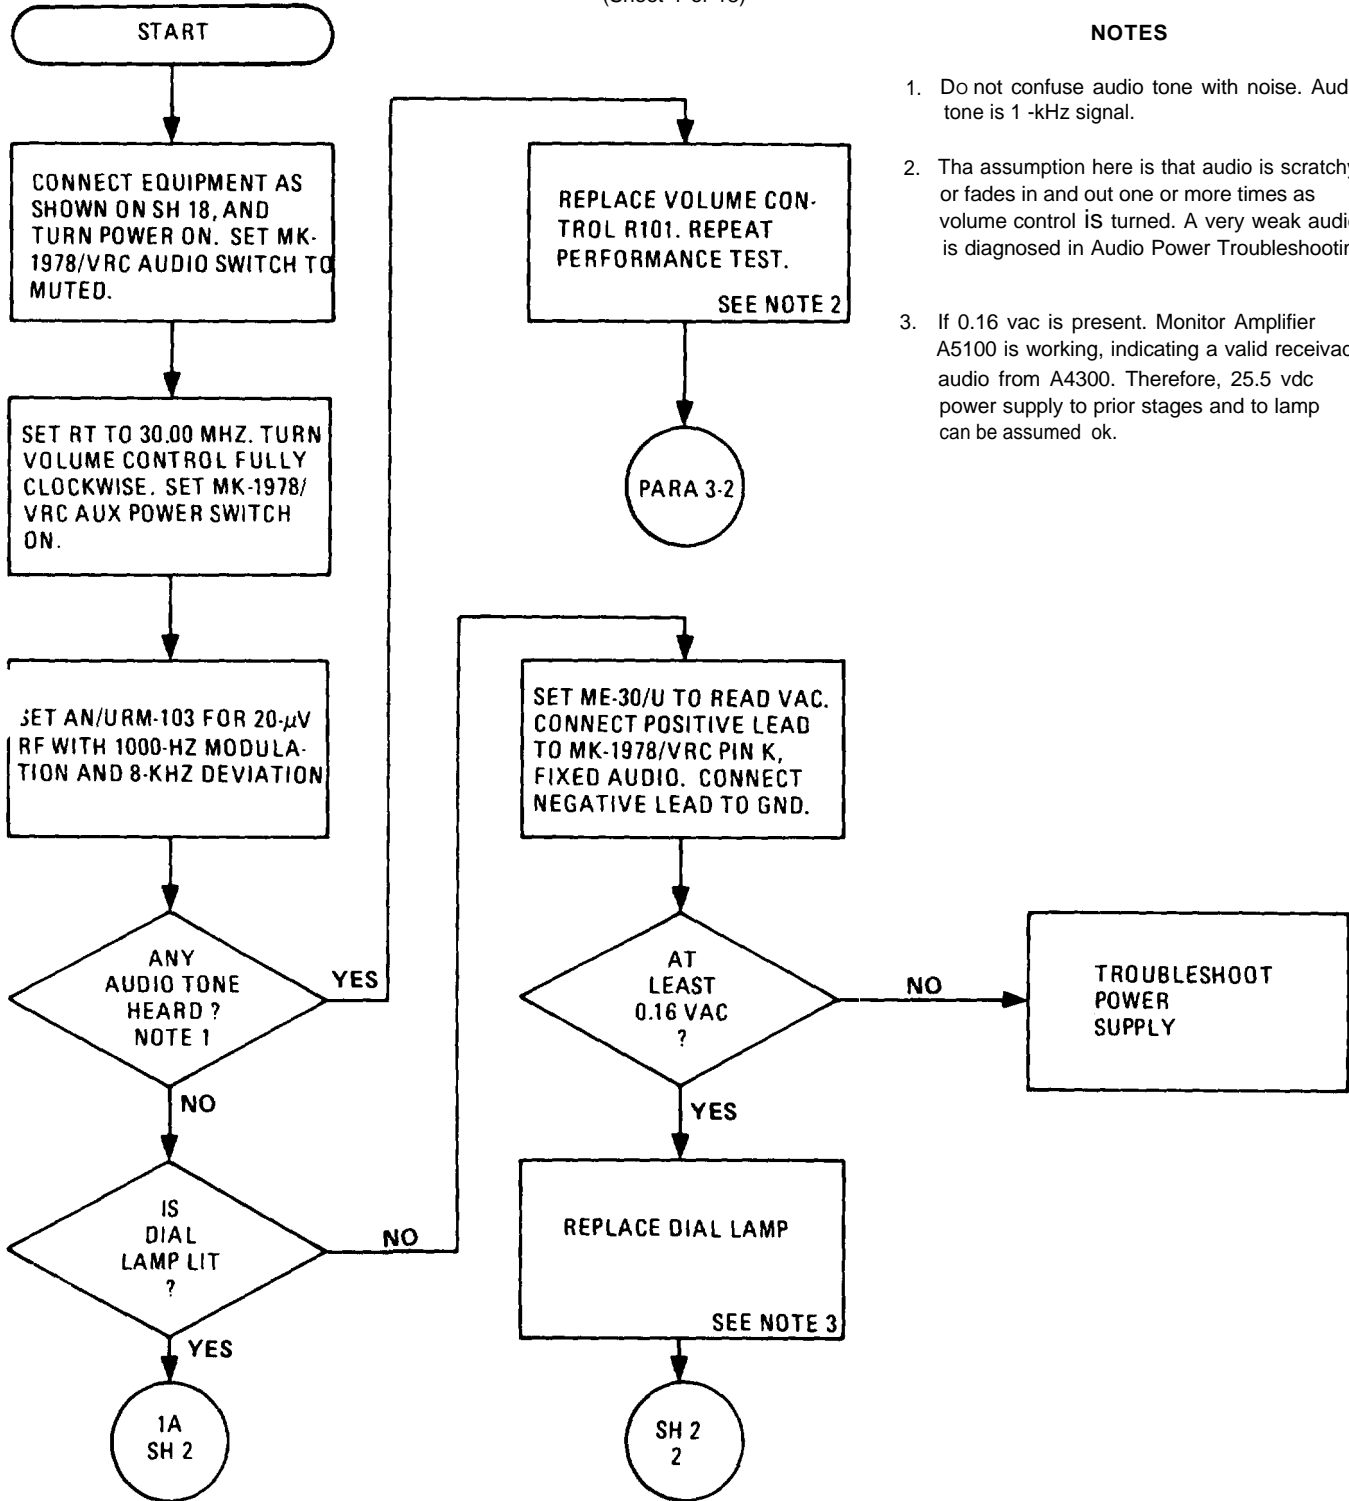 START
CONNECT EQUIPMENT AS
SHOWN ON SH 18, AND
TURN POWER ON. SET MK-
1978/VRC AUDIO SWITCH TO
MUTED.
SET RT TO 30.00 MHZ. TURN
VOLUME CONTROL FULLY
CLOCKWISE. SET MK-1978/
VRC AUX POWER SWITCH
ON.
SET AN/URM-103 FOR 20-μV
RF WITH 1000-HZ MODULA-
TION AND 8-KHZ DEVIATION
ANY
AUDIO TONE
HEARD ?
NOTE 1
YES
NO
IS
DIAL
LAMP LIT
?
NO
YES
1A
SH 2
REPLACE VOLUME CON-
TROL R101. REPEAT
PERFORMANCE TEST.
SEE NOTE 2
PARA 3-2
SET ME-30/U TO READ VAC.
CONNECT POSITIVE LEAD
TO MK-1978/VRC PIN K,
FIXED AUDIO. CONNECT
NEGATIVE LEAD TO GND.
AT
LEAST
0.16 VAC
?
NO
YES
TROUBLESHOOT
POWER
SUPPLY
REPLACE DIAL LAMP
SEE NOTE 3
SH 2
2
NOTES
1. Do not confuse audio tone with noise. Aud
tone is 1 -kHz signal.
2. Tha assumption here is that audio is scratchy
or fades in and out one or more times as
volume control is turned. A very weak audio
is diagnosed in Audio Power Troubleshootin
3. If 0.16 vac is present. Monitor Amplifier
A5100 is working, indicating a valid receivac
audio from A4300. Therefore, 25.5 vdc
power supply to prior stages and to lamp
can be assumed ok.